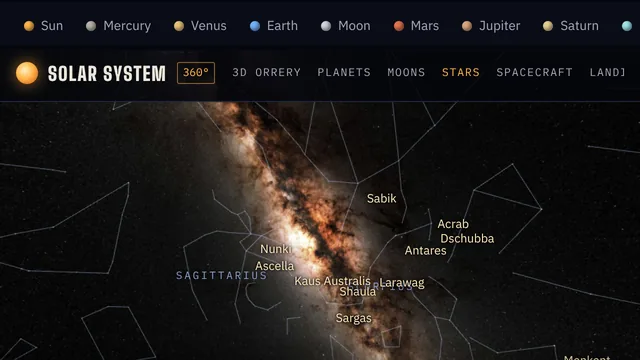 Sun Mercury Venus Earth Moon Mars Jupiter Saturn
SOLAR SYSTEM 360° 3D ORRERY PLANETS MOONS STARS SPACECRAFT
Sabik
Acrab
Dschubba
Nunki
Antares
Ascella
SAGITTARIUS
Kaus Australis Larawag
Shaula
Sargas